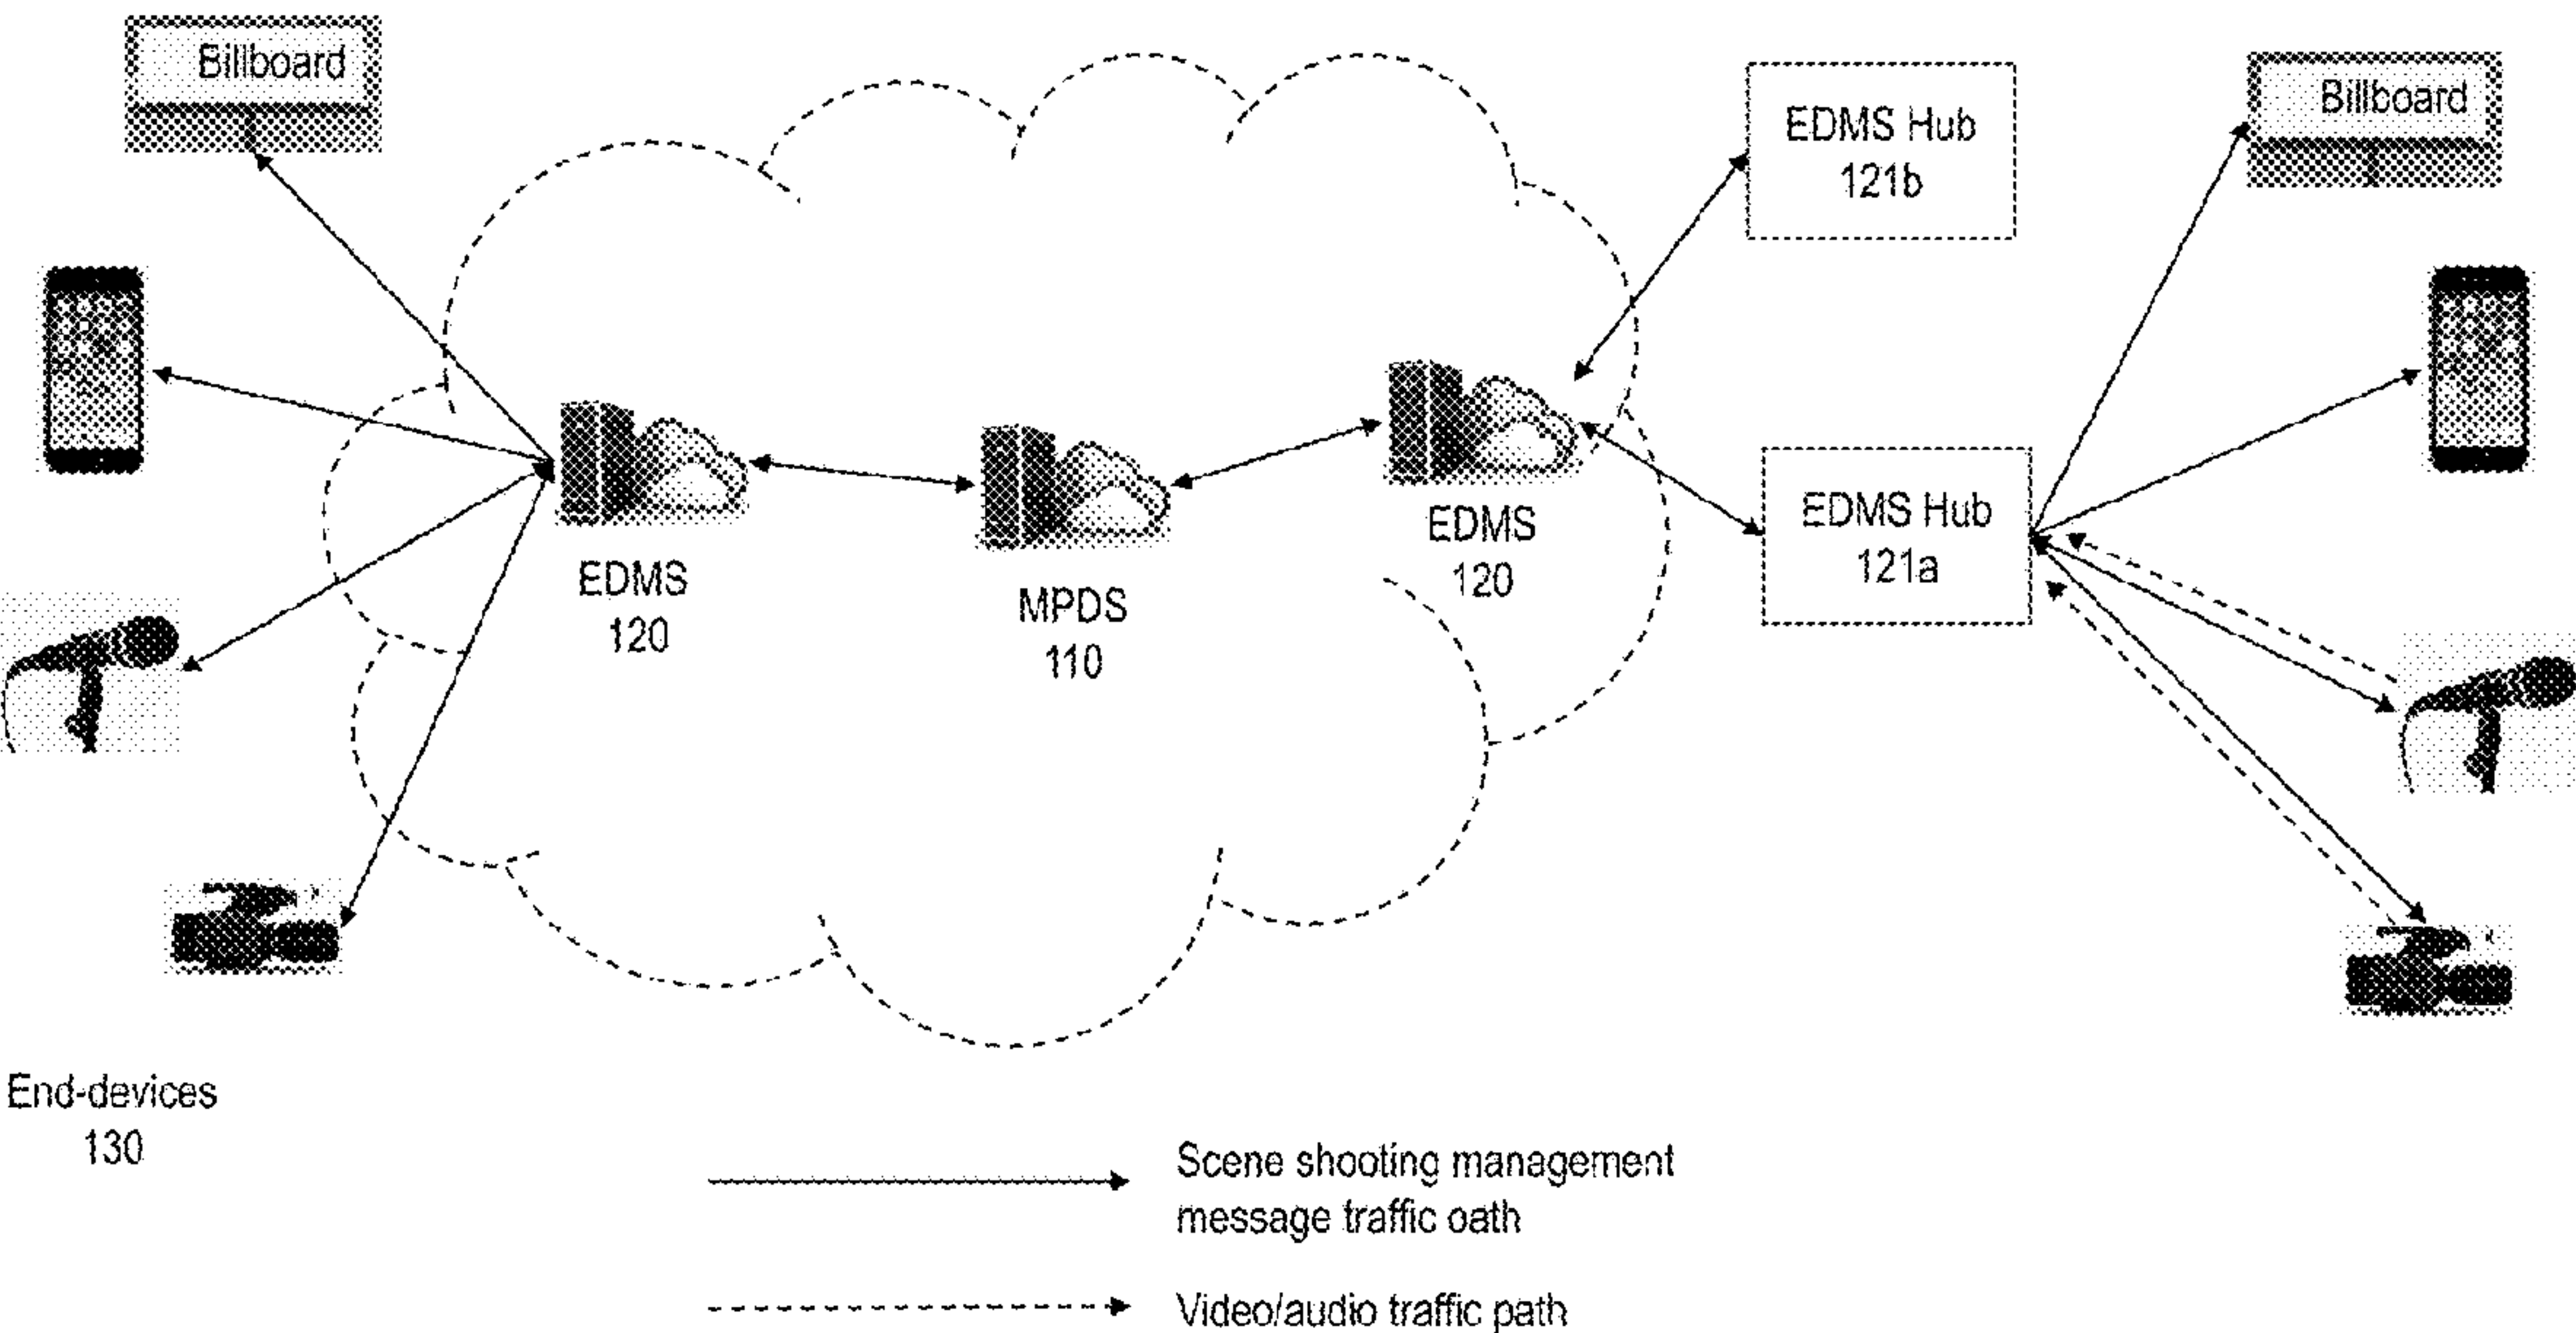 Billboard
Billboard
EDMS Hub
121b
EDMS Hub
121a
EDMS
120
EDMS
120
MPDS
110
End-devices
130
Scene shooting management
message traffic oath
Video/audio traffic path